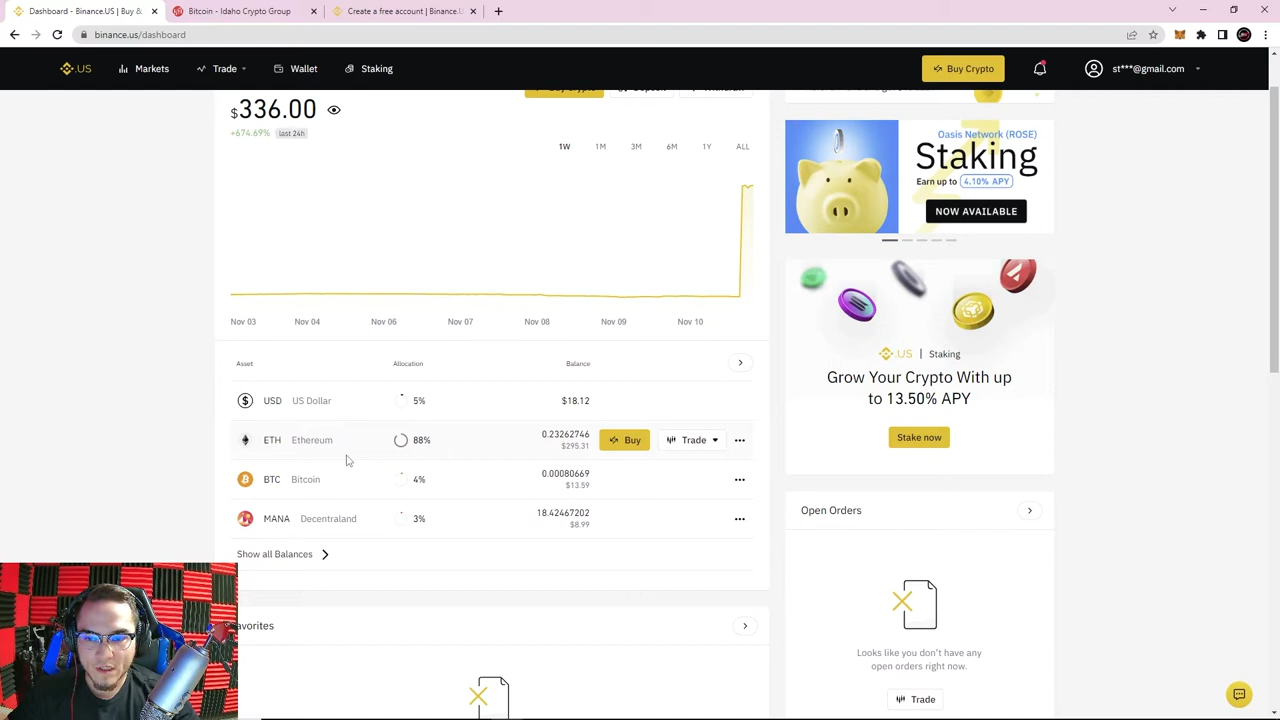 Dashboard - Binance.US | Buy &
Bitcoin - Idaho Crypto Group
Create a free account | Binance.U
binance.us/dashboard
.US
Markets
Trade
Wallet
Staking
Buy Crypto
st***@gmail.com
$336.00
+674.69% last 24h
1W 1M 3M 6M 1Y ALL
Nov 03 Nov 04 Nov 06 Nov 07 Nov 08 Nov 09 Nov 10
Asset Allocation Balance
USD US Dollar 5% $18.12
ETH Ethereum 88% 0.23262746 Buy Trade
$295.31
BTC Bitcoin 4% 0.00080669
$13.59
MANA Decentraland 3% 18.42467202
$8.99
Show all Balances
avorites
Oasis Network (ROSE)
Staking
Earn up to 4.10% APY
NOW AVAILABLE
.US | Staking
Grow Your Crypto With up
to 13.50% APY
Stake now
Open Orders
Looks like you don't have any
open orders right now.
Trade